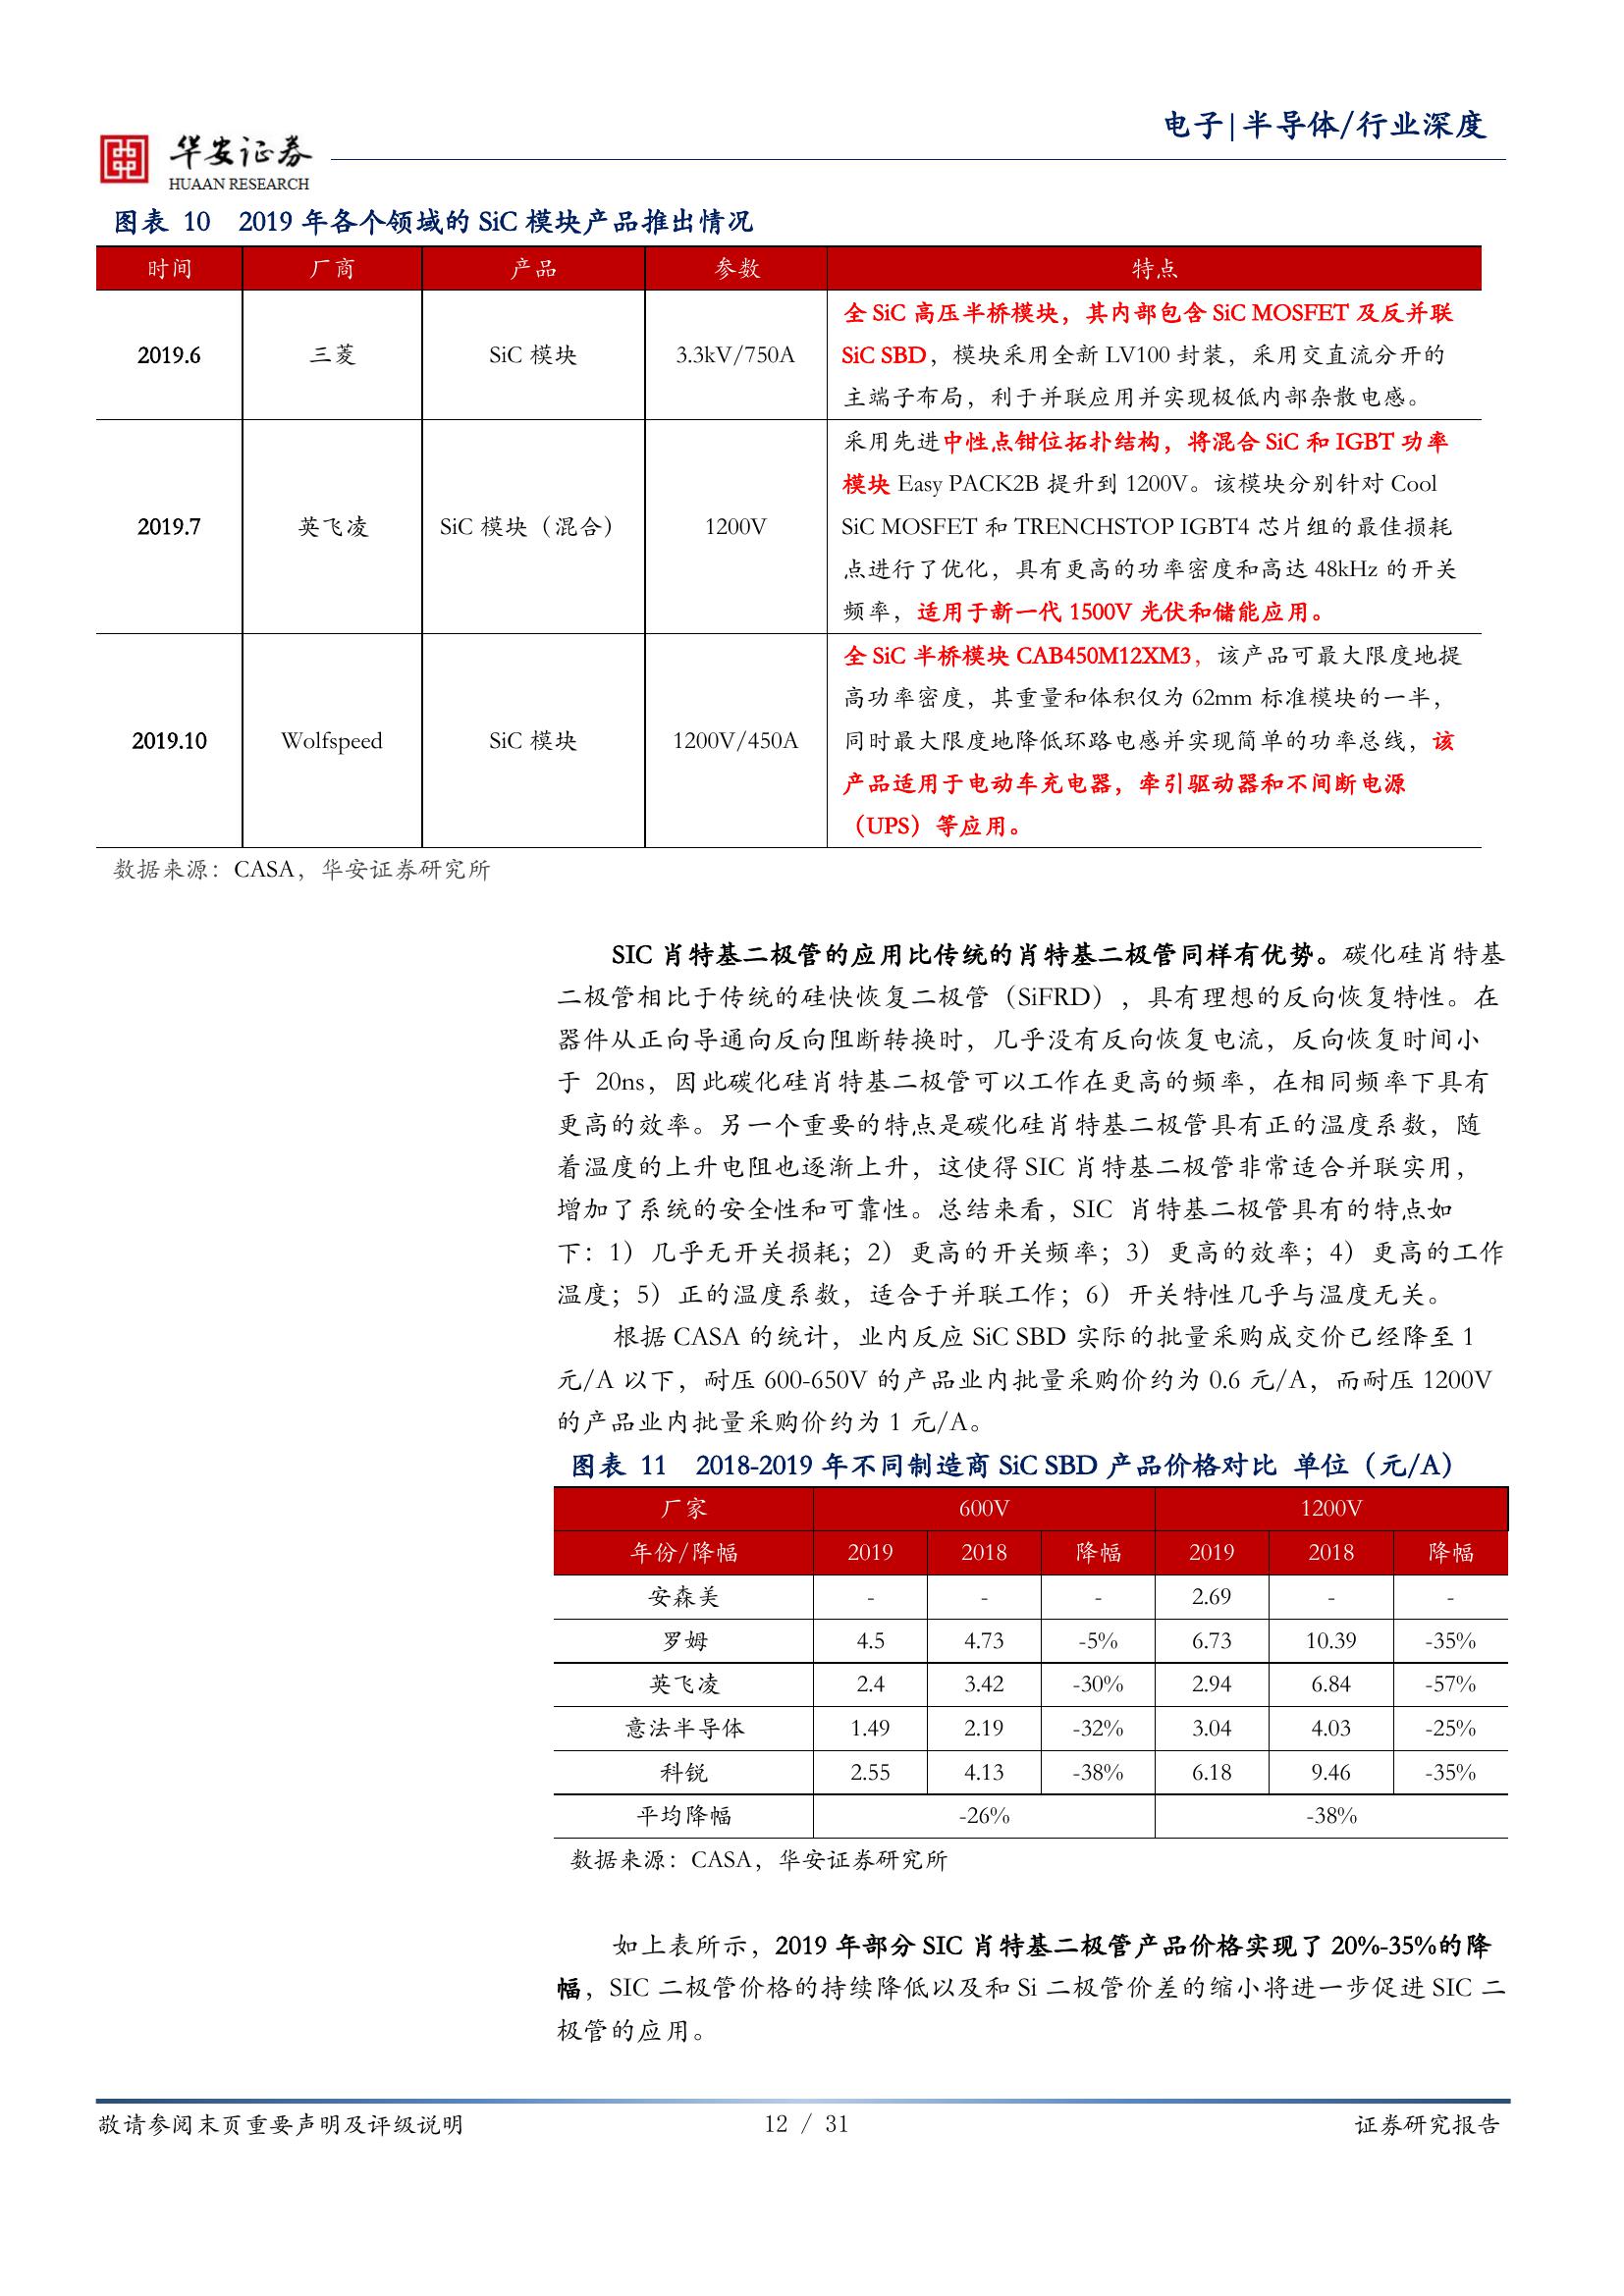 电子|半导体/行业深度
华安证券
HUAAN RESEARCH
图表 10 2019 年各个领域的 SiC 模块产品推出情况
时间 厂商 产品 参数 特点
2019.6 三菱 SiC 模块 3.3kV/750A
全 SiC 高压半桥模块，其内部包含 SiC MOSFET 及反并联
SiC SBD，模块采用全新 LV100 封装，采用交直流分开的
主端子布局，利于并联应用并实现极低内部杂散电感。
2019.7 英飞凌 SiC 模块（混合） 1200V
采用先进中性点钳位拓扑结构，将混合 SiC 和 IGBT 功率
模块 Easy PACK2B 提升到 1200V。该模块分别针对 Cool
SiC MOSFET 和 TRENCHSTOP IGBT4 芯片组的最佳损耗
点进行了优化，具有更高的功率密度和高达 48kHz 的开关
频率，适用于新一代 1500V 光伏和储能应用。
2019.10 Wolfspeed SiC 模块 1200V/450A
全 SiC 半桥模块 CAB450M12XM3，该产品可最大限度地提
高功率密度，其重量和体积仅为 62mm 标准模块的一半，
同时最大限度地降低环路电感并实现简单的功率总线，该
产品适用于电动车充电器，牵引驱动器和不间断电源
（UPS）等应用。
数据来源：CASA，华安证券研究所
SIC 肖特基二极管的应用比传统的肖特基二极管同样有优势。碳化硅肖特基
二极管相比于传统的硅快恢复二极管（SiFRD），具有理想的反向恢复特性。在
器件从正向导通向反向阻断转换时，几乎没有反向恢复电流，反向恢复时间小
于 20ns，因此碳化硅肖特基二极管可以工作在更高的频率，在相同频率下具有
更高的效率。另一个重要的特点是碳化硅肖特基二极管具有正的温度系数，随
着温度的上升电阻也逐渐上升，这使得 SIC 肖特基二极管非常适合并联实用，
增加了系统的安全性和可靠性。总结来看，SIC 肖特基二极管具有的特点如
下：1）几乎无开关损耗；2）更高的开关频率；3）更高的效率；4）更高的工作
温度；5）正的温度系数，适合于并联工作；6）开关特性几乎与温度无关。
根据 CASA 的统计，业内反应 SiC SBD 实际的批量采购成交价已经降至 1
元/A 以下，耐压 600-650V 的产品业内批量采购价约为 0.6 元/A，而耐压 1200V
的产品业内批量采购价约为 1 元/A。
图表 11 2018-2019 年不同制造商 SiC SBD 产品价格对比 单位（元/A）
厂家 600V 1200V
年份/降幅 2019 2018 降幅 2019 2018 降幅
安森美 - - - 2.69 - -
罗姆 4.5 4.73 -5% 6.73 10.39 -35%
英飞凌 2.4 3.42 -30% 2.94 6.84 -57%
意法半导体 1.49 2.19 -32% 3.04 4.03 -25%
科锐 2.55 4.13 -38% 6.18 9.46 -35%
平均降幅 -26% -38%
数据来源：CASA，华安证券研究所
如上表所示，2019 年部分 SIC 肖特基二极管产品价格实现了 20%-35%的降
幅，SIC 二极管价格的持续降低以及和 Si 二极管价差的缩小将进一步促进 SIC 二
极管的应用。
敬请参阅末页重要声明及评级说明 12 / 31 证券研究报告